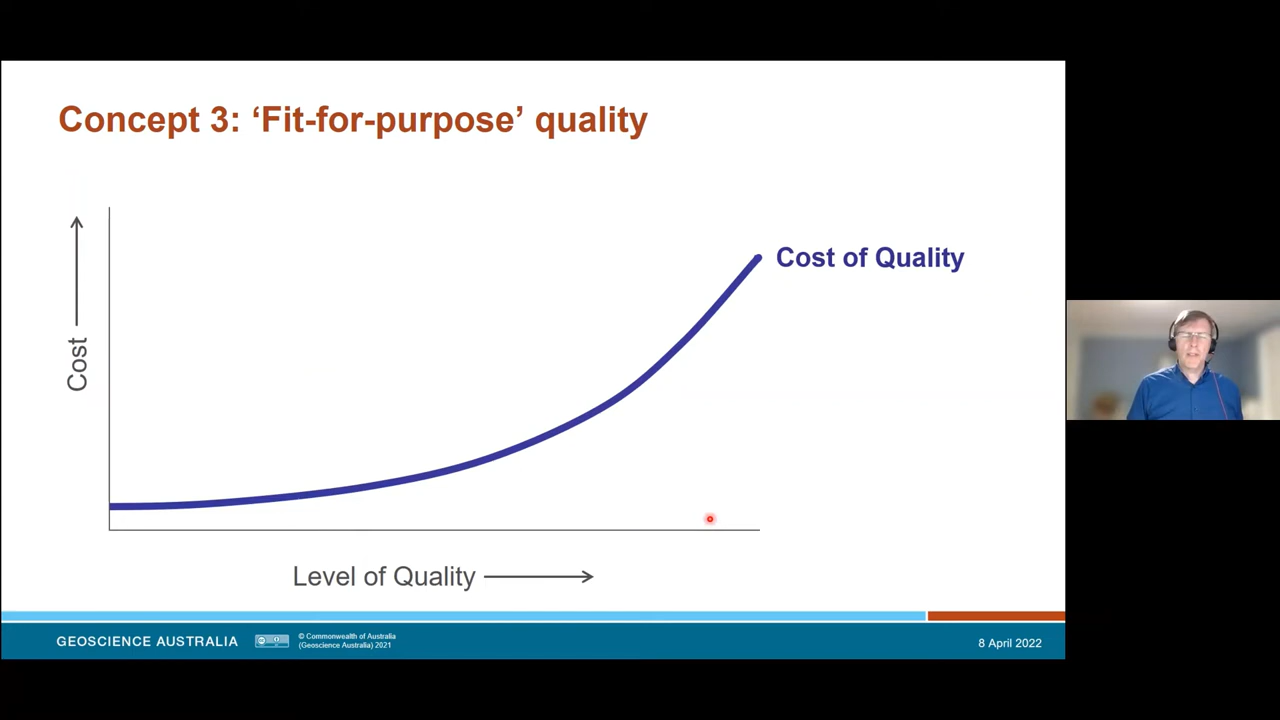 Concept 3: ‘Fit-for-purpose’ quality
Cost
Cost of Quality
Level of Quality
GEOSCIENCE AUSTRALIA
© Commonwealth of Australia
(Geoscience Australia) 2021
8 April 2022